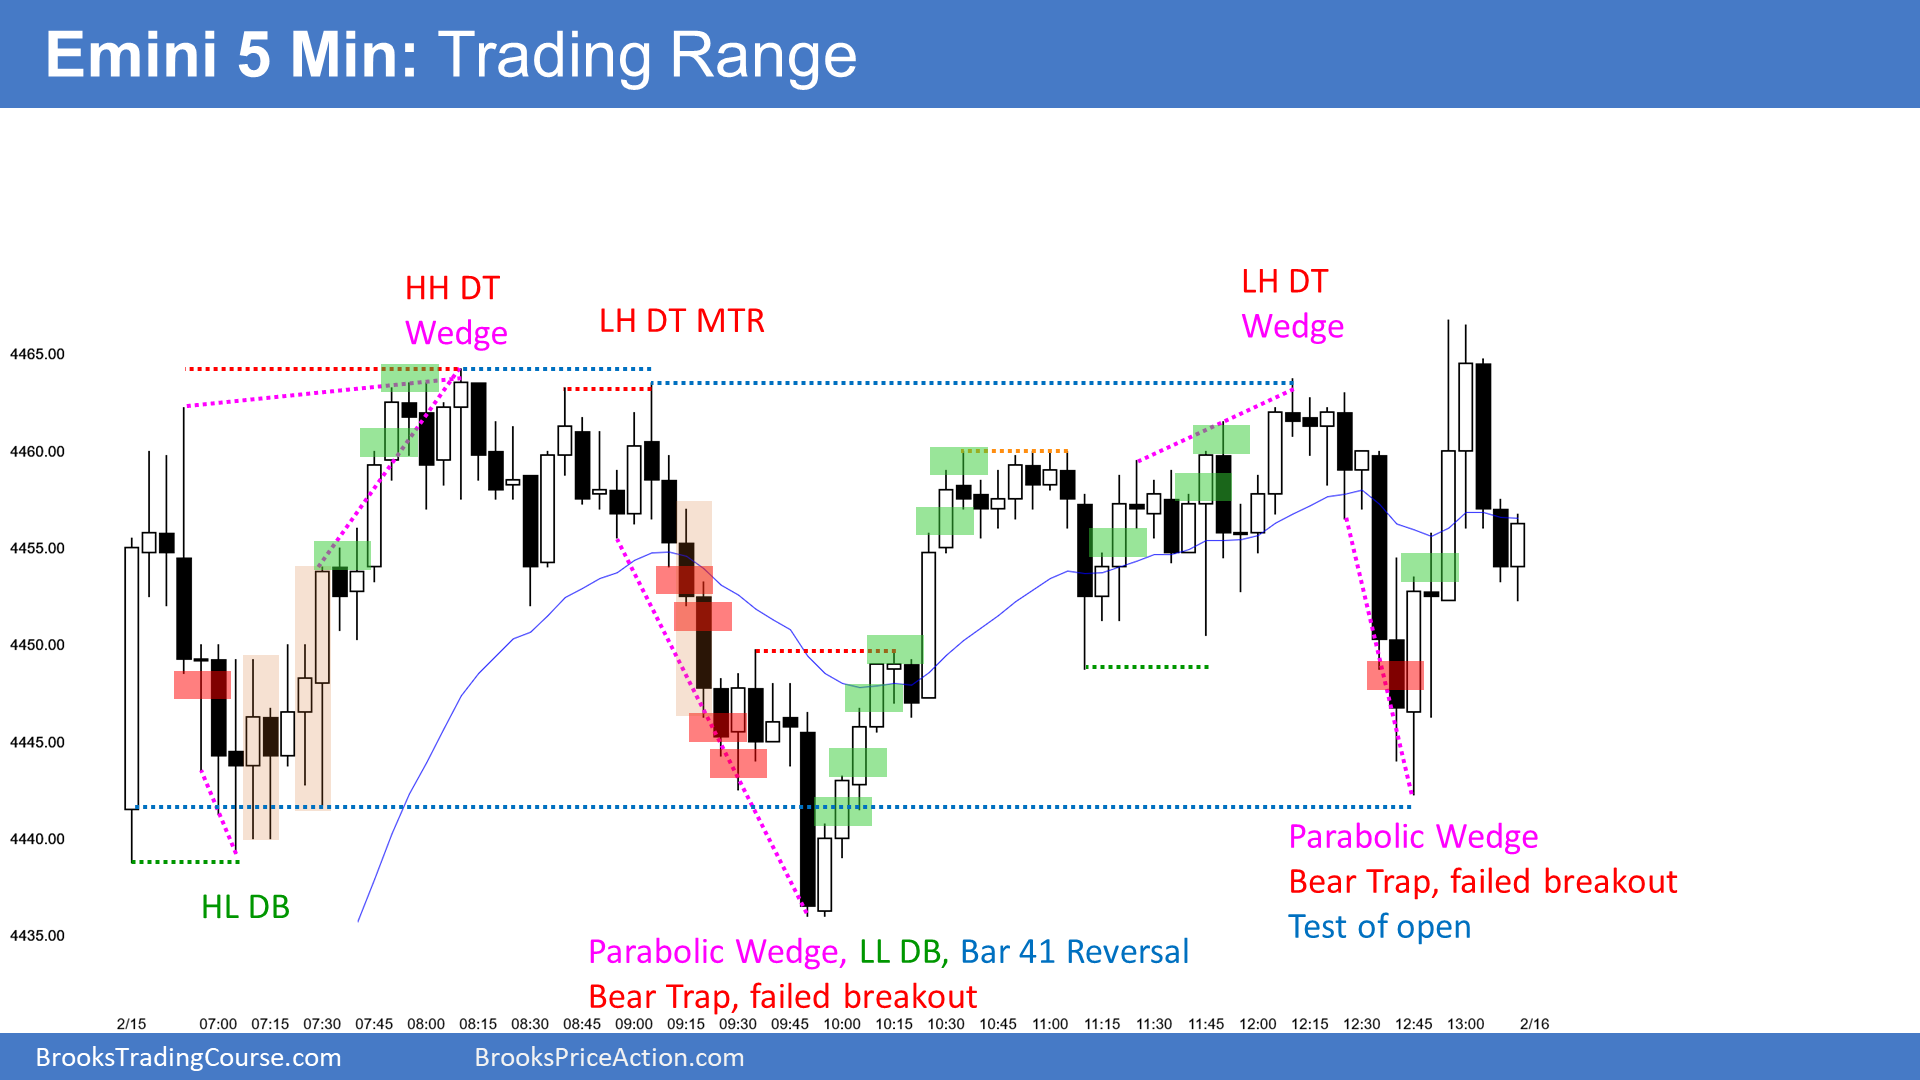 Emini 5 Min: Trading Range
HH DT
Wedge
LH DT MTR
LH DT
Wedge
4465.00
4460.00
4455.00
4450.00
4445.00
4440.00
4435.00
HL DB
Parabolic Wedge, LL DB, Bar 41 Reversal
Bear Trap, failed breakout
Parabolic Wedge
Bear Trap, failed breakout
Test of open
2/15 07:00 07:15 07:30 07:45 08:00 08:15 08:30 08:45 09:00 09:15 09:30 09:45 10:00 10:15 10:30 10:45 11:00 11:15 11:30 11:45 12:00 12:15 12:30 12:45 13:00 2/16
BrooksTradingCourse.com BrooksPriceAction.com